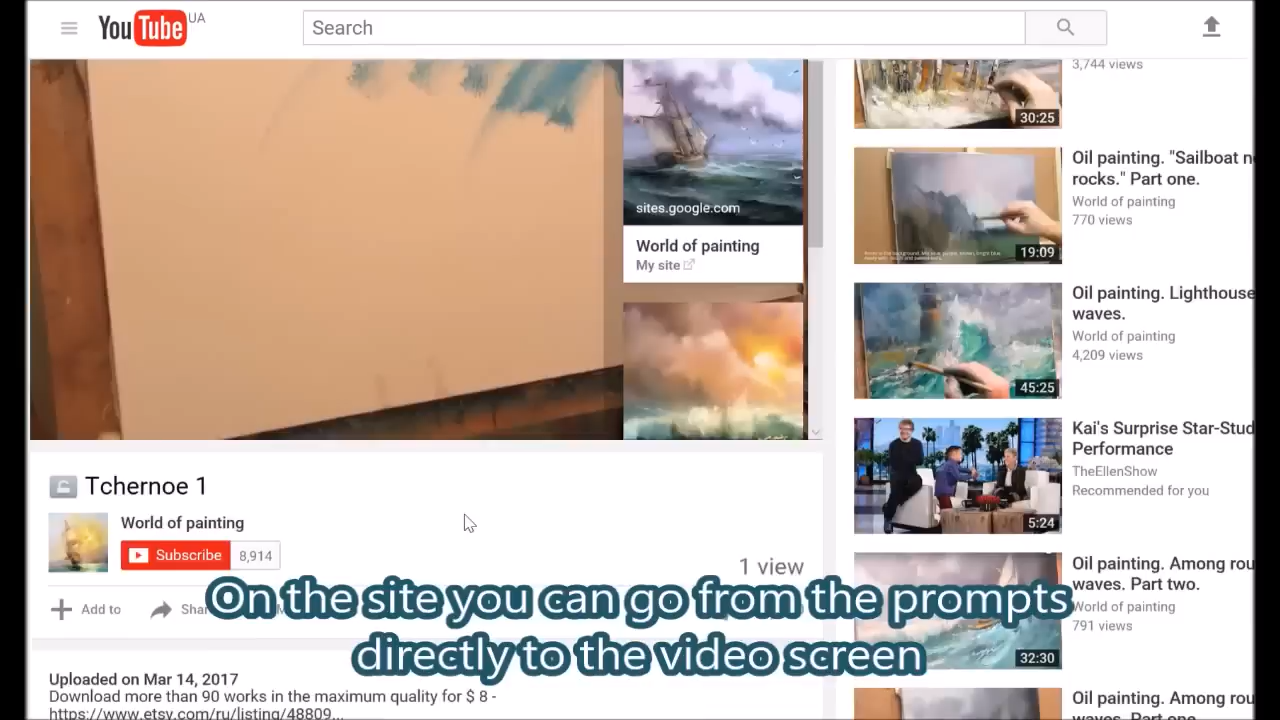 YouTube UA
Search
sites.google.com
World of painting
My site
Tchernoe 1
World of painting
Subscribe 8,914
1 view
Add to
On the site you can go from the prompts
directly to the video screen
Uploaded on Mar 14, 2017
Download more than 90 works in the maximum quality for $ 8 -
https://www.etsy.com/ru/listing/48809...
3,744 views
30:25
Oil painting. "Sailboat
rocks." Part one.
World of painting
770 views
19:09
Oil painting. Lighthouse
waves.
World of painting
4,209 views
45:25
Kai's Surprise Star-Stud
Performance
TheEllenShow
Recommended for you
5:24
Oil painting. Among rou
waves. Part two.
World of painting
791 views
32:30
Oil painting. Among rou
waves. Part one.